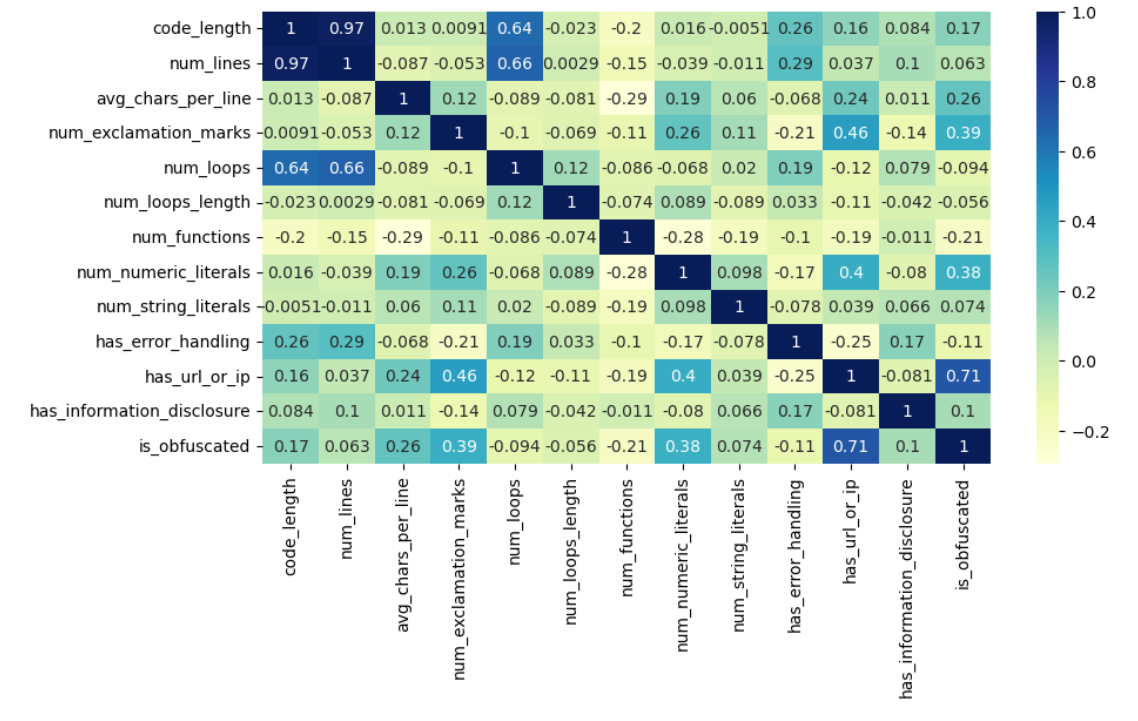 code_length 1 0.97 0.013 0.0091 0.64 -0.023 -0.2 0.016 -0.0051 0.26 0.16 0.084 0.17
num_lines 0.97 1 -0.087 -0.053 0.66 0.0029 -0.15 -0.039 -0.011 0.29 0.037 0.1 0.063
avg_chars_per_line 0.013 -0.087 1 0.12 -0.089 -0.081 -0.29 0.19 0.06 -0.068 0.24 0.011 0.26
num_exclamation_marks 0.0091 -0.053 0.12 1 -0.1 -0.069 -0.11 0.26 0.11 -0.21 0.46 -0.14 0.39
num_loops 0.64 0.66 -0.089 -0.1 1 0.12 -0.086 -0.068 0.02 0.19 -0.12 0.079 -0.094
num_loops_length -0.023 0.0029 -0.081 -0.069 0.12 1 -0.074 0.089 -0.089 0.033 -0.11 -0.042 -0.056
num_functions -0.2 -0.15 -0.29 -0.11 -0.086 -0.074 1 -0.28 -0.19 -0.1 -0.19 -0.011 -0.21
num_numeric_literals 0.016 -0.039 0.19 0.26 -0.068 0.089 -0.28 1 0.098 -0.17 0.4 -0.08 0.38
num_string_literals -0.0051 -0.011 0.06 0.11 0.02 -0.089 -0.19 0.098 1 -0.078 0.039 0.066 0.074
has_error_handling 0.26 0.29 -0.068 -0.21 0.19 0.033 -0.1 -0.17 -0.078 1 -0.25 0.17 -0.11
has_url_or_ip 0.16 0.037 0.24 0.46 -0.12 -0.11 -0.19 0.4 0.039 -0.25 1 -0.081 0.71
has_information_disclosure 0.084 0.1 0.011 -0.14 0.079 -0.042 -0.011 -0.08 0.066 0.17 -0.081 1 0.1
is_obfuscated 0.17 0.063 0.26 0.39 -0.094 -0.056 -0.21 0.38 0.074 -0.11 0.71 0.1 1
code_length
num_lines
avg_chars_per_line
num_exclamation_marks
num_loops
num_loops_length
num_functions
num_numeric_literals
num_string_literals
has_error_handling
has_url_or_ip
has_information_disclosure
is_obfuscated
1.0
0.8
0.6
0.4
0.2
0.0
−0.2